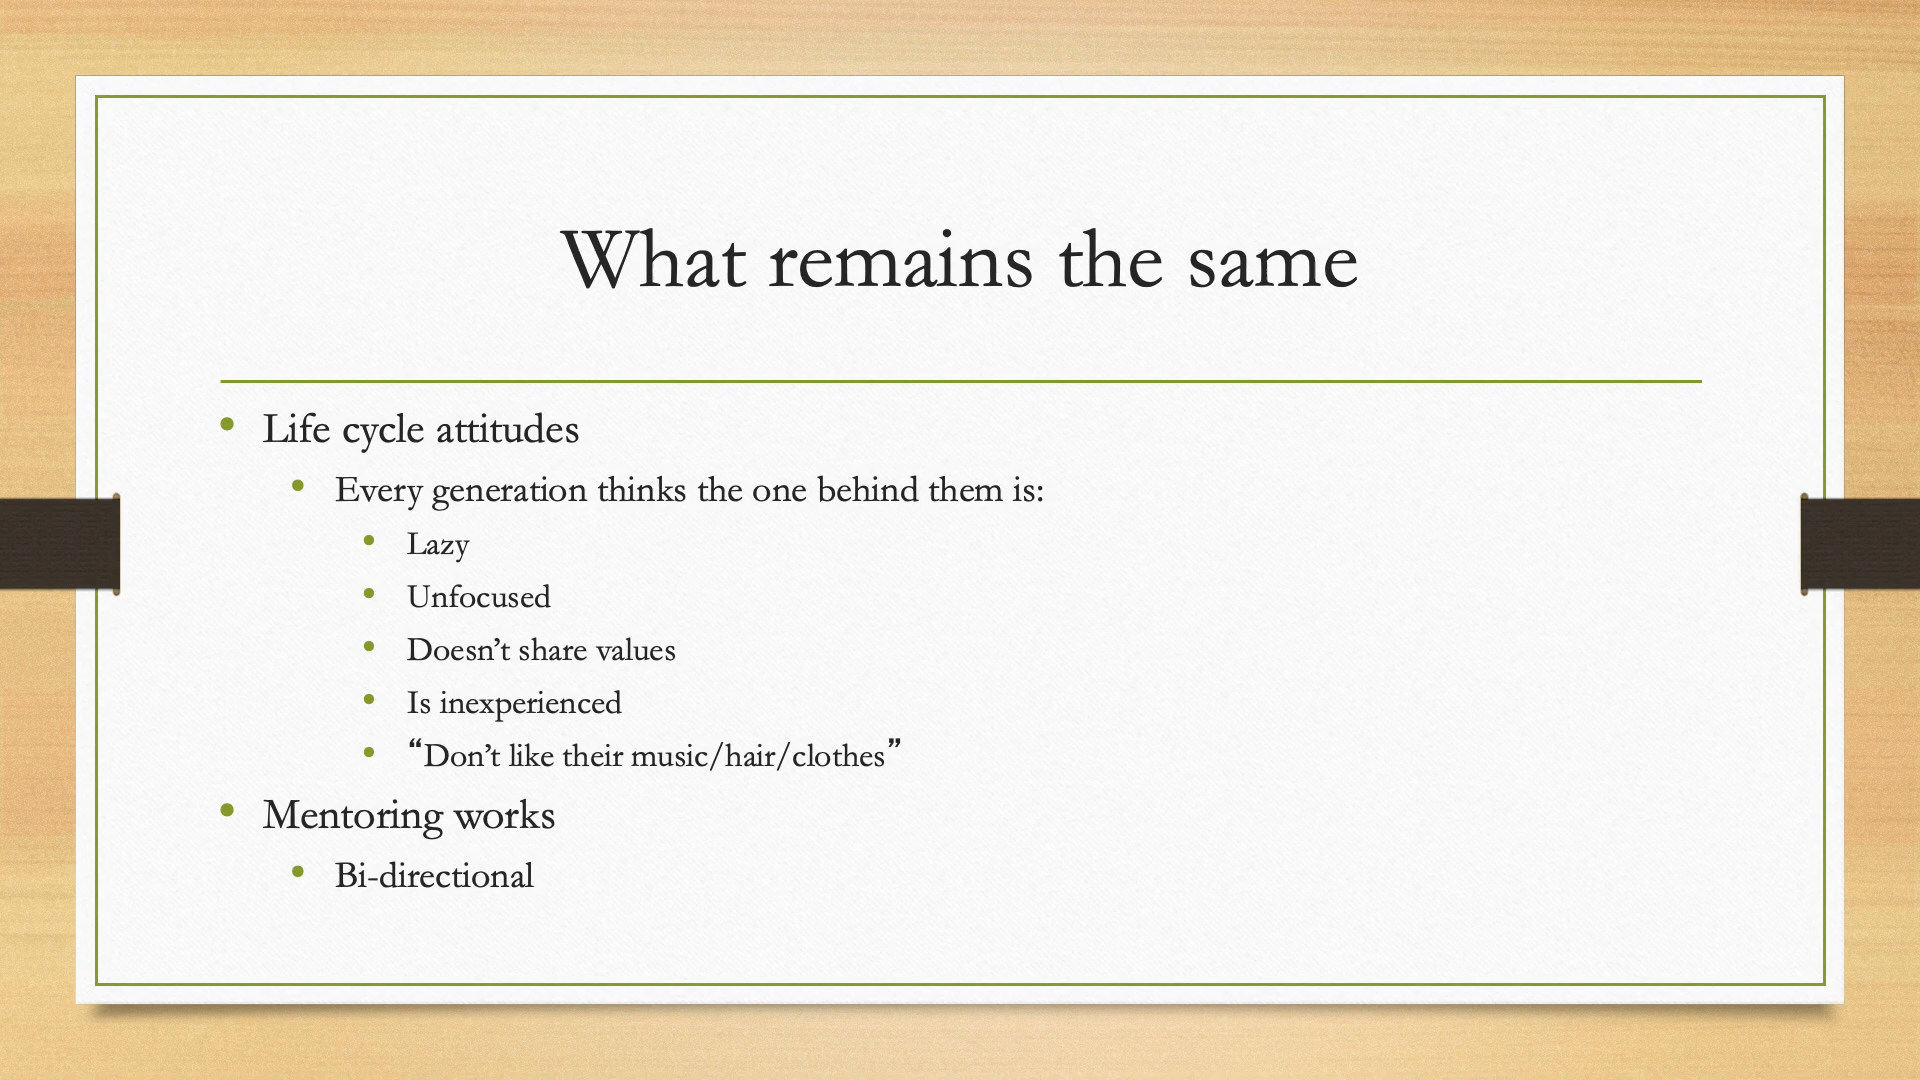 What remains the same
• Life cycle attitudes
• Every generation thinks the one behind them is:
• Lazy
• Unfocused
• Doesn’t share values
• Is inexperienced
• “Don’t like their music/hair/clothes”
• Mentoring works
• Bi-directional